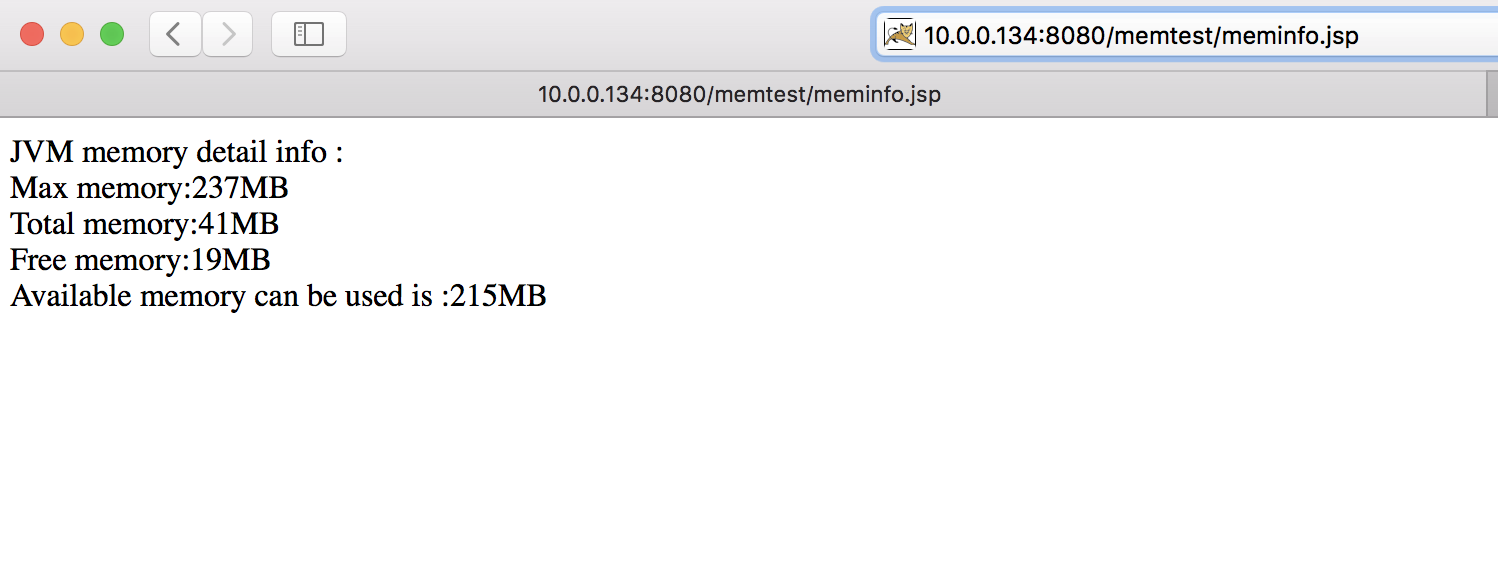 10.0.0.134:8080/memtest/meminfo.jsp
10.0.0.134:8080/memtest/meminfo.jsp
JVM memory detail info :
Max memory:237MB
Total memory:41MB
Free memory:19MB
Available memory can be used is :215MB